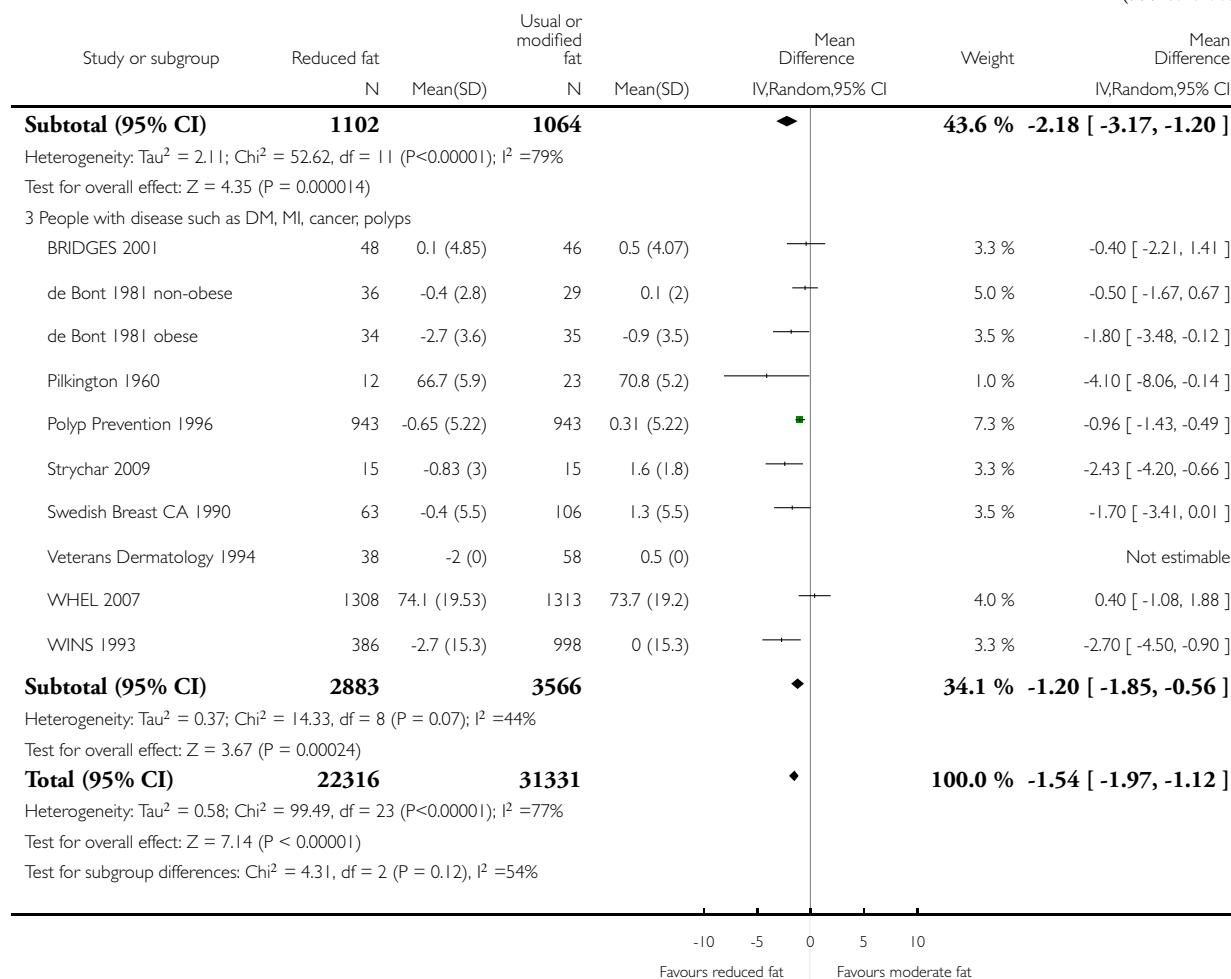 Study or subgroup Reduced fat Usual or modified fat Mean Difference Weight Mean Difference
N Mean(SD) N Mean(SD) IV,Random,95% CI IV,Random,95% CI
Subtotal (95% CI) 1102 1064 43.6 % -2.18 [ -3.17, -1.20 ]
Heterogeneity: Tau² = 2.11; Chi² = 52.62, df = 11 (P<0.00001); I² =79%
Test for overall effect: Z = 4.35 (P = 0.000014)
3 People with disease such as DM, MI, cancer, polyps
BRIDGES 2001 48 0.1 (4.85) 46 0.5 (4.07) 3.3 % -0.40 [ -2.21, 1.41 ]
de Bont 1981 non-obese 36 -0.4 (2.8) 29 0.1 (2) 5.0 % -0.50 [ -1.67, 0.67 ]
de Bont 1981 obese 34 -2.7 (3.6) 35 -0.9 (3.5) 3.5 % -1.80 [ -3.48, -0.12 ]
Pilkington 1960 12 66.7 (5.9) 23 70.8 (5.2) 1.0 % -4.10 [ -8.06, -0.14 ]
Polyp Prevention 1996 943 -0.65 (5.22) 943 0.31 (5.22) 7.3 % -0.96 [ -1.43, -0.49 ]
Strychar 2009 15 -0.83 (3) 15 1.6 (1.8) 3.3 % -2.43 [ -4.20, -0.66 ]
Swedish Breast CA 1990 63 -0.4 (5.5) 106 1.3 (5.5) 3.5 % -1.70 [ -3.41, 0.01 ]
Veterans Dermatology 1994 38 -2 (0) 58 0.5 (0) Not estimable
WHEL 2007 1308 74.1 (19.53) 1313 73.7 (19.2) 4.0 % 0.40 [ -1.08, 1.88 ]
WINS 1993 386 -2.7 (15.3) 998 0 (15.3) 3.3 % -2.70 [ -4.50, -0.90 ]
Subtotal (95% CI) 2883 3566 34.1 % -1.20 [ -1.85, -0.56 ]
Heterogeneity: Tau² = 0.37; Chi² = 14.33, df = 8 (P = 0.07); I² =44%
Test for overall effect: Z = 3.67 (P = 0.00024)
Total (95% CI) 22316 31331 100.0 % -1.54 [ -1.97, -1.12 ]
Heterogeneity: Tau² = 0.58; Chi² = 99.49, df = 23 (P<0.00001); I² =77%
Test for overall effect: Z = 7.14 (P < 0.00001)
Test for subgroup differences: Chi² = 4.31, df = 2 (P = 0.12), I² =54%
-10 -5 0 5 10
Favours reduced fat Favours moderate fat